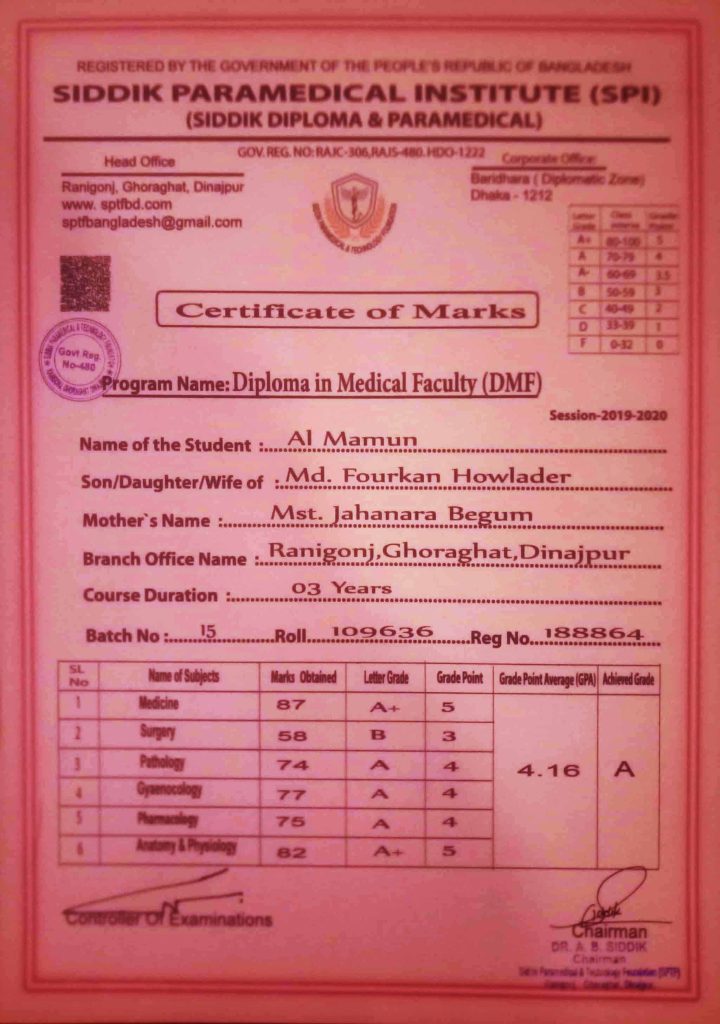 REGISTERED BY THE GOVERNMENT OF THE PEOPLE'S REPUBLIC OF BANGLADESH
SIDDIK PARAMEDICAL INSTITUTE (SPI)
(SIDDIK DIPLOMA & PARAMEDICAL)
GOV. REG. NO: RAJC-306,RAJS-480. HDO-1222
Head Office
Ranigonj, Ghoraghat, Dinajpur
www. sptfbd.com
sptfbangladesh@gmail.com
Corporate Office:
Baridhara ( Diplomatic Zone)
Dhaka - 1212
Letter Grade Class Grade Point
A+ 80-100 5
A 70-79 4
A- 60-69 3.5
B 50-59 3
C 40-49 2
D 33-39 1
F 0-32 0
Certificate of Marks
Govt Reg.
No-480
Program Name: Diploma in Medical Faculty (DMF)
Session-2019-2020
Name of the Student :. Al Mamun
Son/Daughter/Wife of :. Md. Fourkan Howlader
Mother`s Name :. Mst. Jahanara Begum
Branch Office Name :. Ranigonj,Ghoraghat,Dinajpur
Course Duration :. 03 Years
Batch No :. 15 Roll. 109636 Reg No. 188864
SL No Name of Subjects Marks Obtained Letter Grade Grade Point Grade Point Average (GPA) Achieved Grade
1 Medicine 87 A+ 5
2 Surgery 58 B 3
3 Pathology 74 A 4 4.16 A
4 Gyaenocology 77 A 4
5 Pharmacology 75 A 4
6 Anatomy & Physiology 82 A+ 5
Controller Of Examinations
Siddik
Chairman
DR. A. B. SIDDIK
Chairman
Paramedical & Technology Foundation (SPTF)